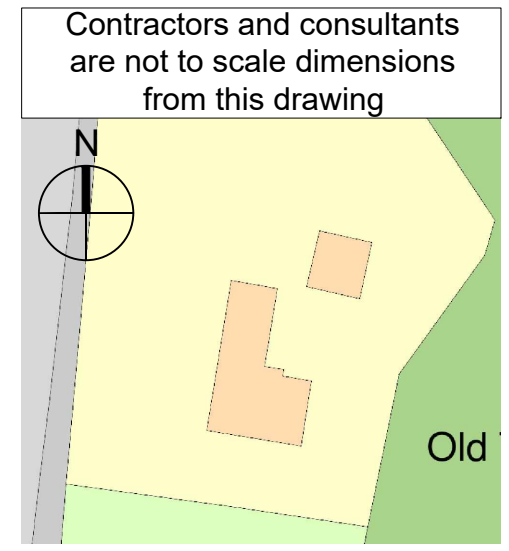 Contractors and consultants
are not to scale dimensions
from this drawing
N
Old